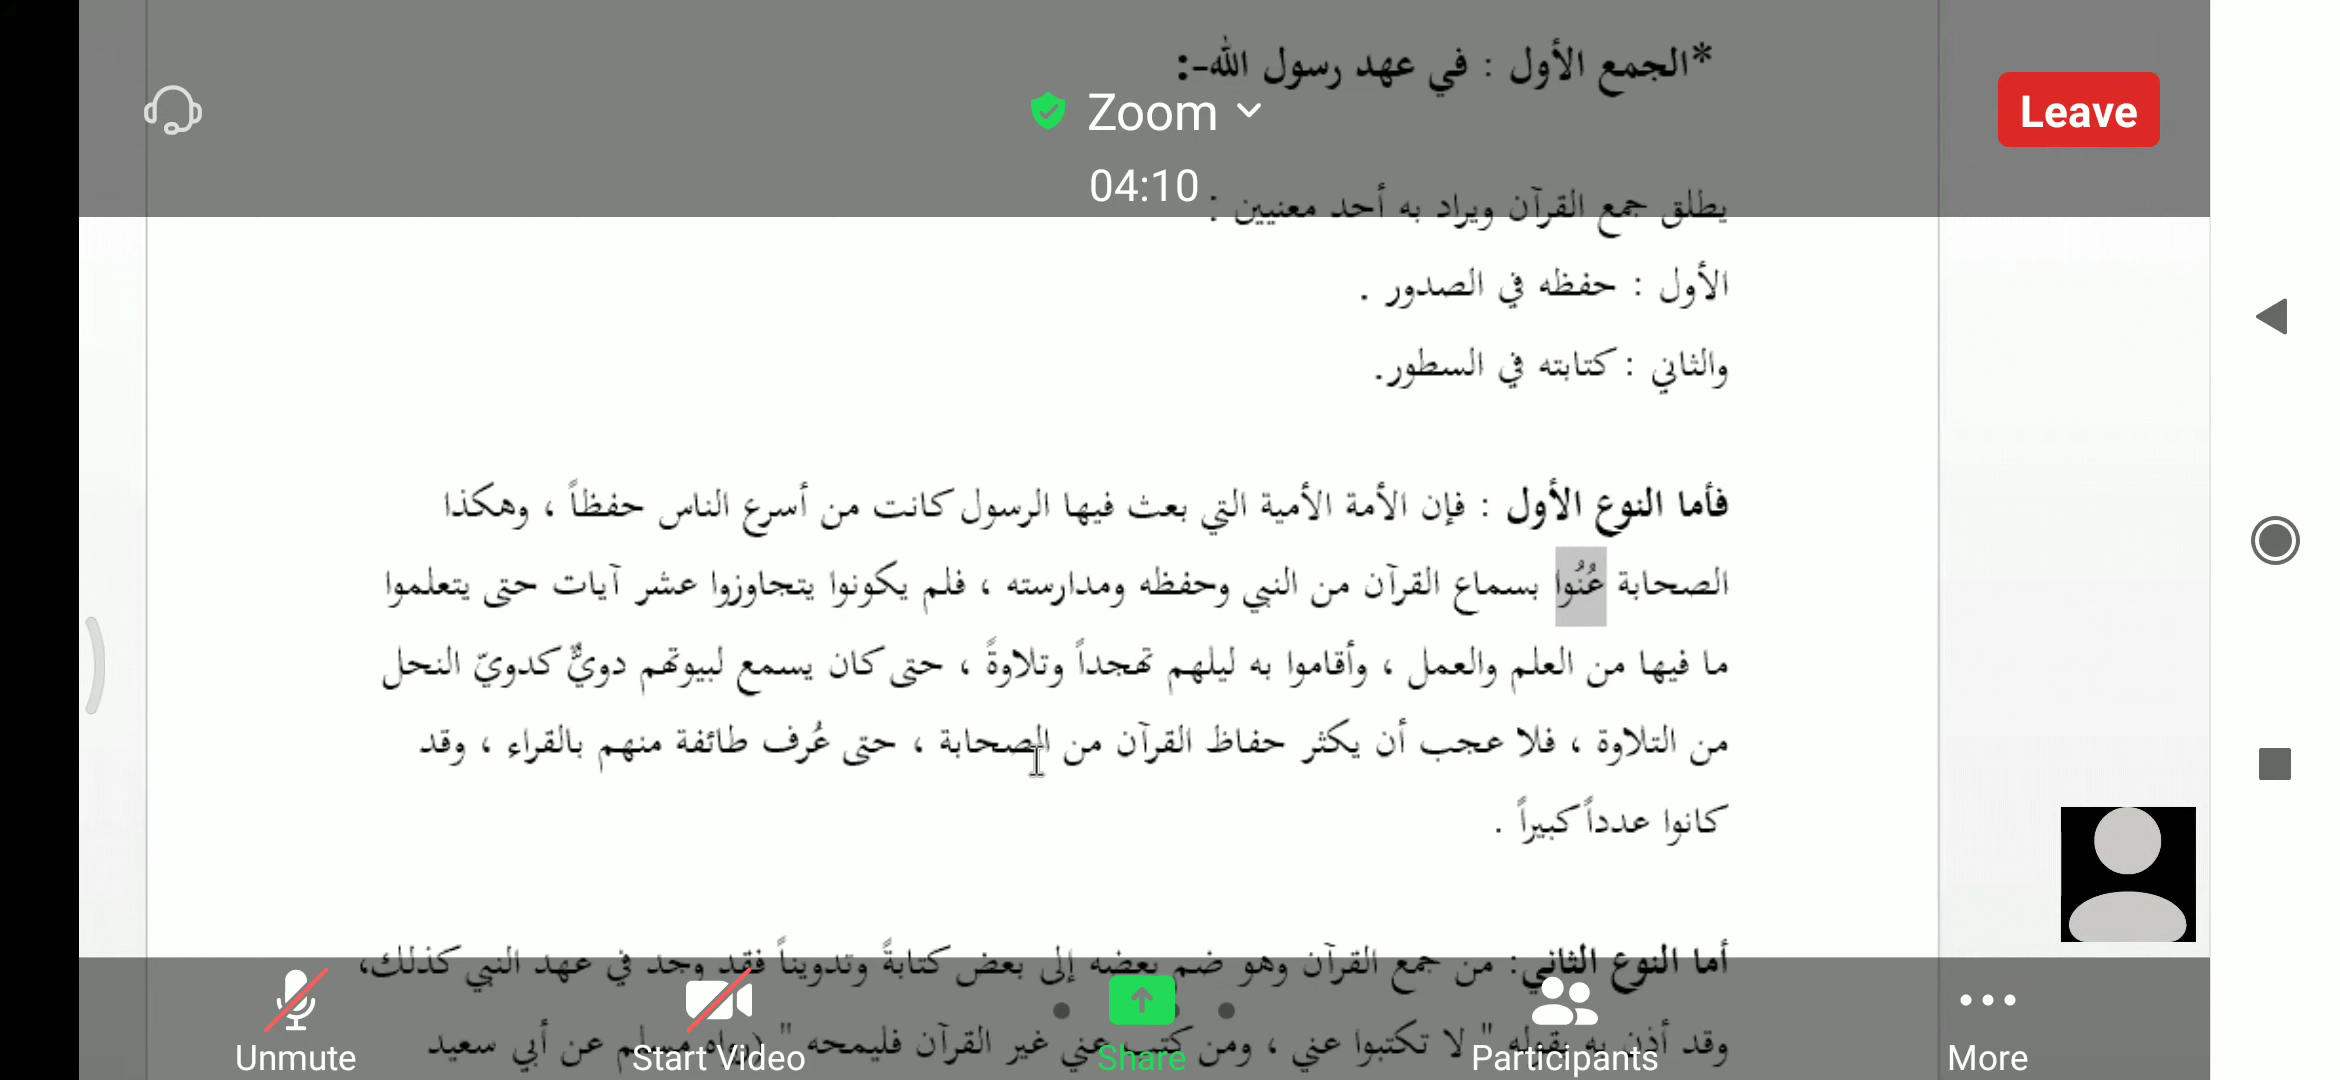 *الجمع الأول : في عهد رسول الله-:
Zoom
Leave
04:10
يطلق جمع القرآن ويراد به أحد معنيين :
الأول : حفظه في الصدور .
والثاني : كتابته في السطور.
فأما النوع الأول : فإن الأمة الأمية التي بعث فيها الرسول كانت من أسرع الناس حفظاً ، وهكذا
الصحابة عُنُوا بسماع القرآن من النبي وحفظه ومدارسته ، فلم يكونوا يتجاوزوا عشر آيات حتى يتعلموا
ما فيها من العلم والعمل ، وأقاموا به ليلهم تهجداً وتلاوةً ، حتى كان يسمع لبيوتهم دويٌّ كدويّ النحل
من التلاوة ، فلا عجب أن يكثر حفاظ القرآن من الصحابة ، حتى عُرف طائفة منهم بالقراء ، وقد
كانوا عدداً كبيراً .
أما النوع الثاني: من جمع القرآن وهو ضم بعضه إلى بعض كتابةً وتدويناً فقد وجد في عهد النبي كذلك،
وقد أذن به بقوله " لا تكتبوا عني ، ومن كتب عني غير القرآن فليمحه " (رواه مسلم عن أبي سعيد
Unmute
Start Video
Share
Participants
More